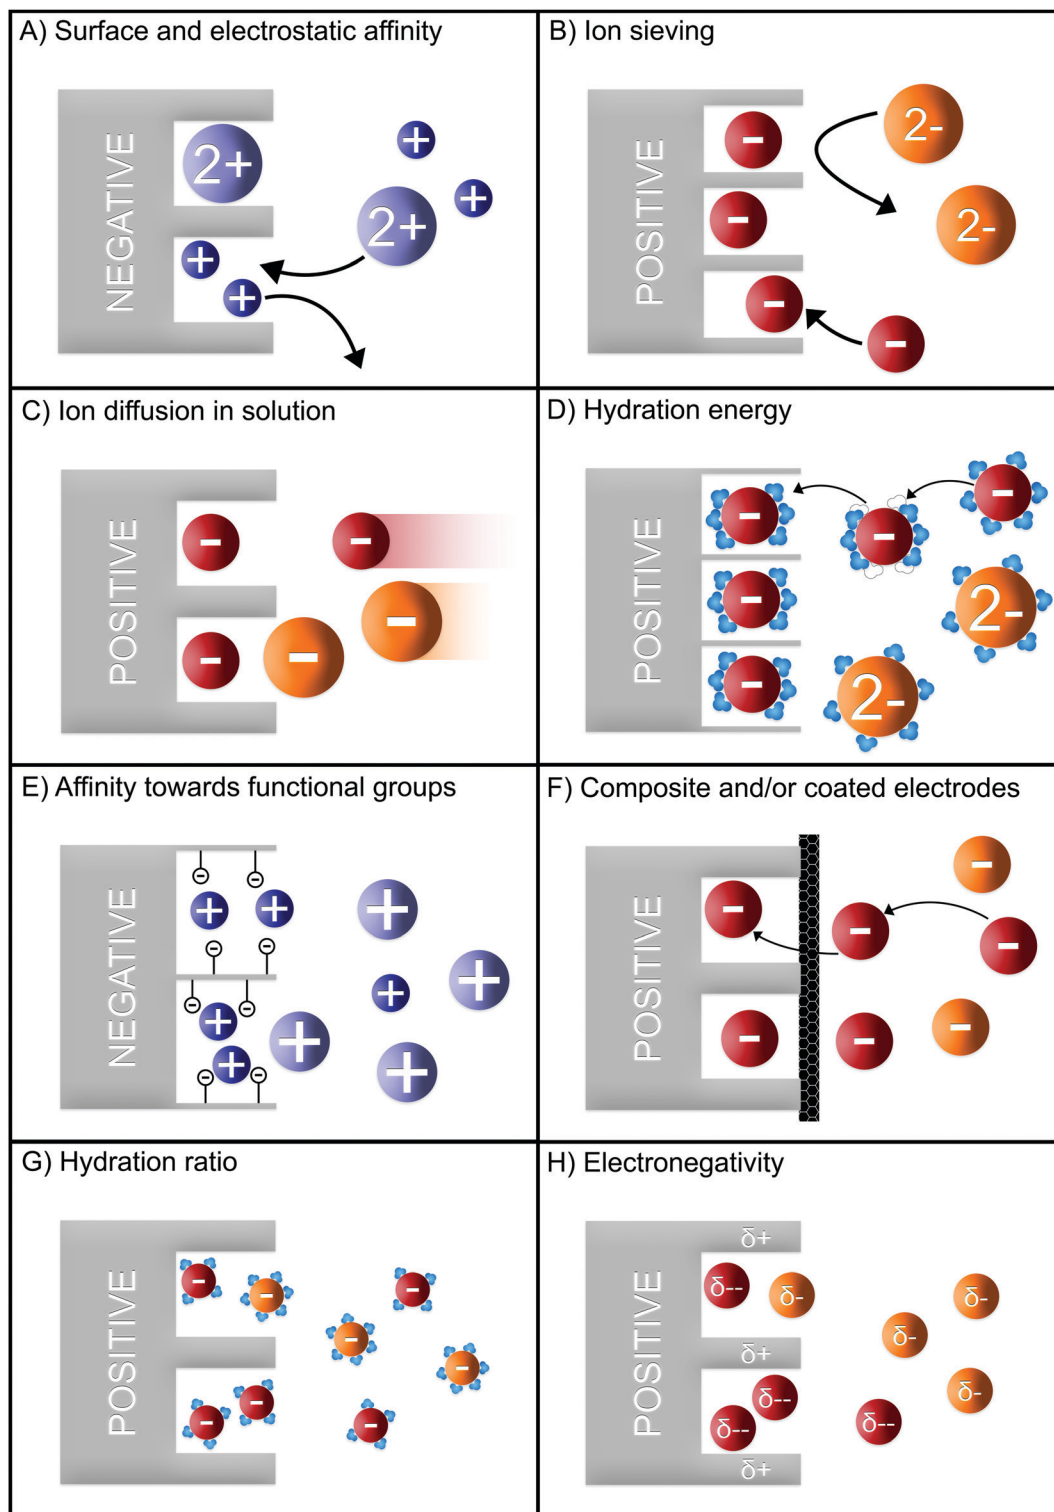 A) Surface and electrostatic affinity
NEGATIVE
2+
+
+
2+
+
+
B) Ion sieving
POSITIVE
-
2-
-
2-
-
-
C) Ion diffusion in solution
POSITIVE
-
-
-
-
-
D) Hydration energy
POSITIVE
-
-
-
-
2-
-
2-
E) Affinity towards functional groups
NEGATIVE
-
-
+
+
+
-
-
+
+
-
-
+
+
+
+
-
-
F) Composite and/or coated electrodes
POSITIVE
-
-
-
-
-
-
-
G) Hydration ratio
POSITIVE
-
-
-
-
-
-
-
-
H) Electronegativity
POSITIVE
δ+
δ--
δ-
δ-
δ-
δ+
δ--
δ-
δ--
δ--
δ+